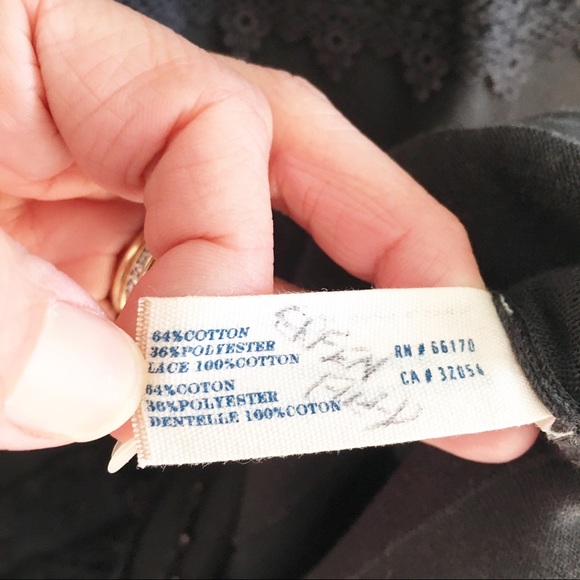 64%COTTON
36%POLYESTER
LACE 100%COTTON
64%COTON
36%POLYESTER
DENTELLE 100%COTON
RN # 66170
CA # 32054